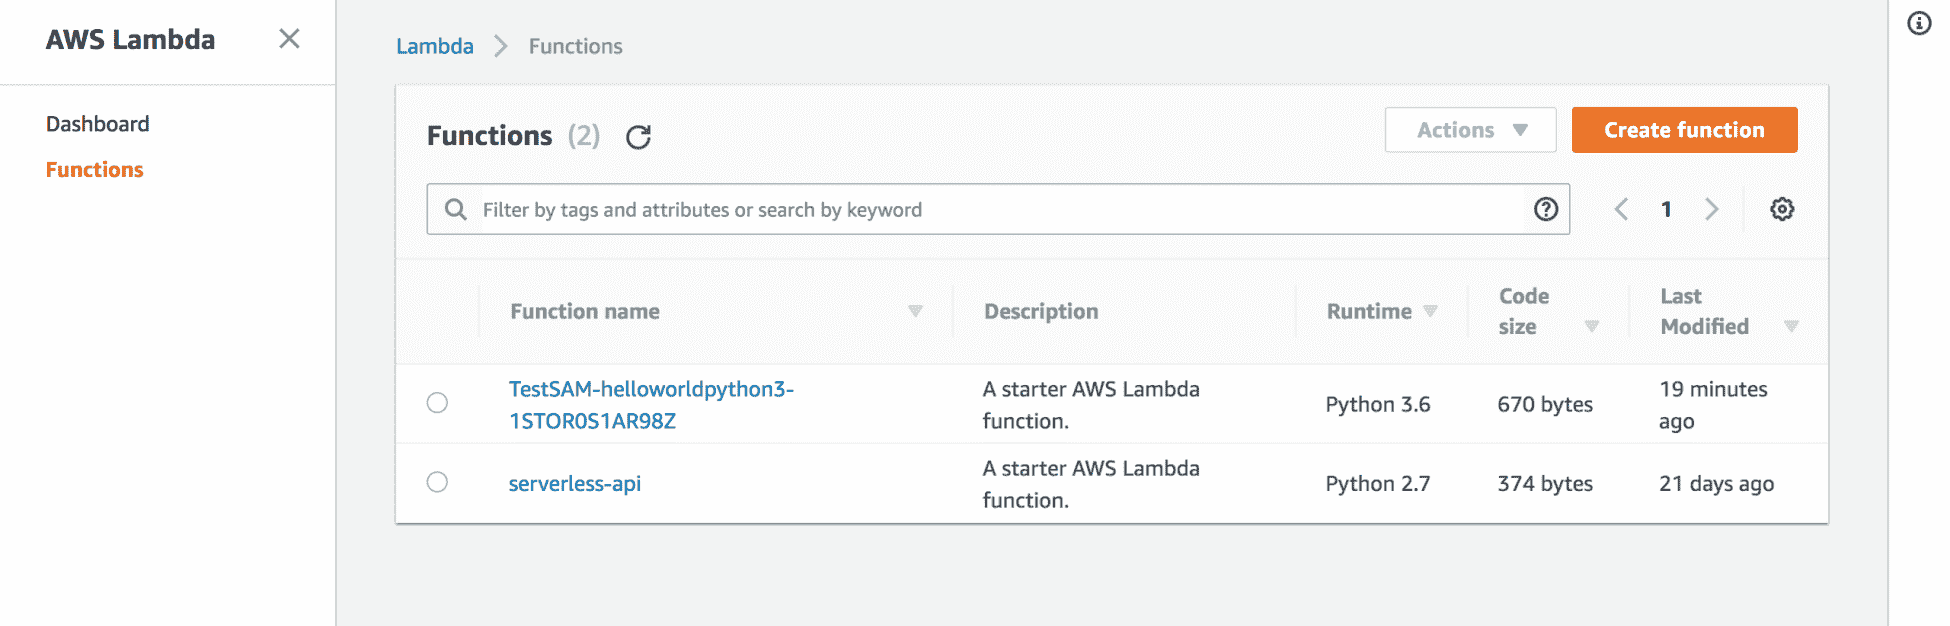 AWS Lambda
Dashboard
Functions
Lambda > Functions
Functions (2)
Actions
Create function
Filter by tags and attributes or search by keyword
1
Function name
Description
Runtime
Code
size
Last
Modified
TestSAM-helloworldpython3-
1STOR0S1AR98Z
A starter AWS Lambda
function.
Python 3.6
670 bytes
19 minutes
ago
serverless-api
A starter AWS Lambda
function.
Python 2.7
374 bytes
21 days ago